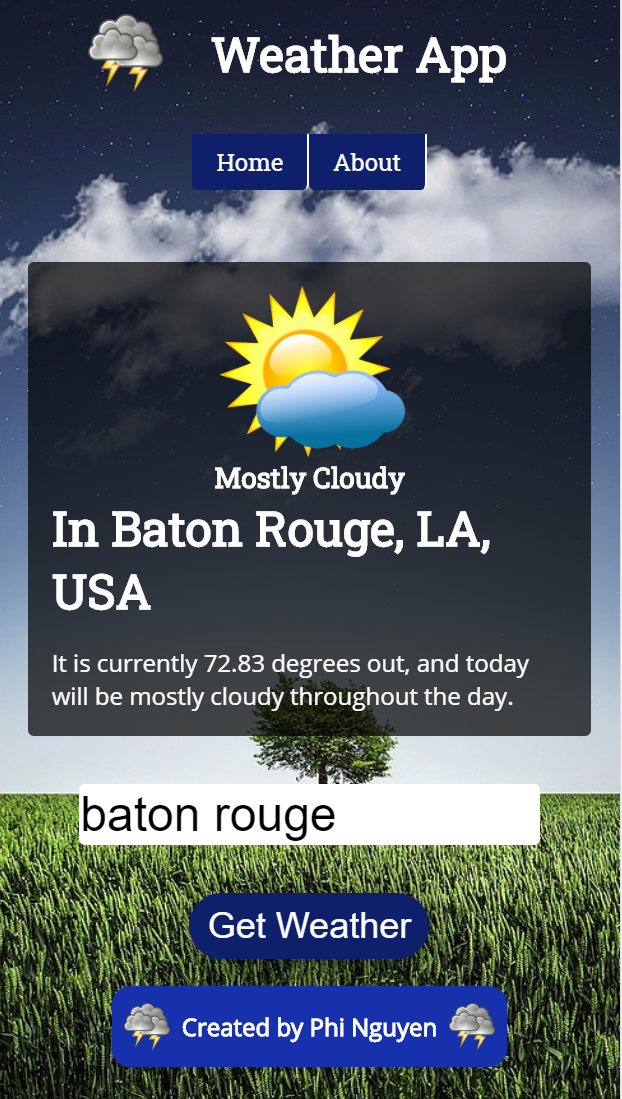 Weather App
Home
About
Mostly Cloudy
In Baton Rouge, LA,
USA
It is currently 72.83 degrees out, and today
will be mostly cloudy throughout the day.
baton rouge
Get Weather
Created by Phi Nguyen